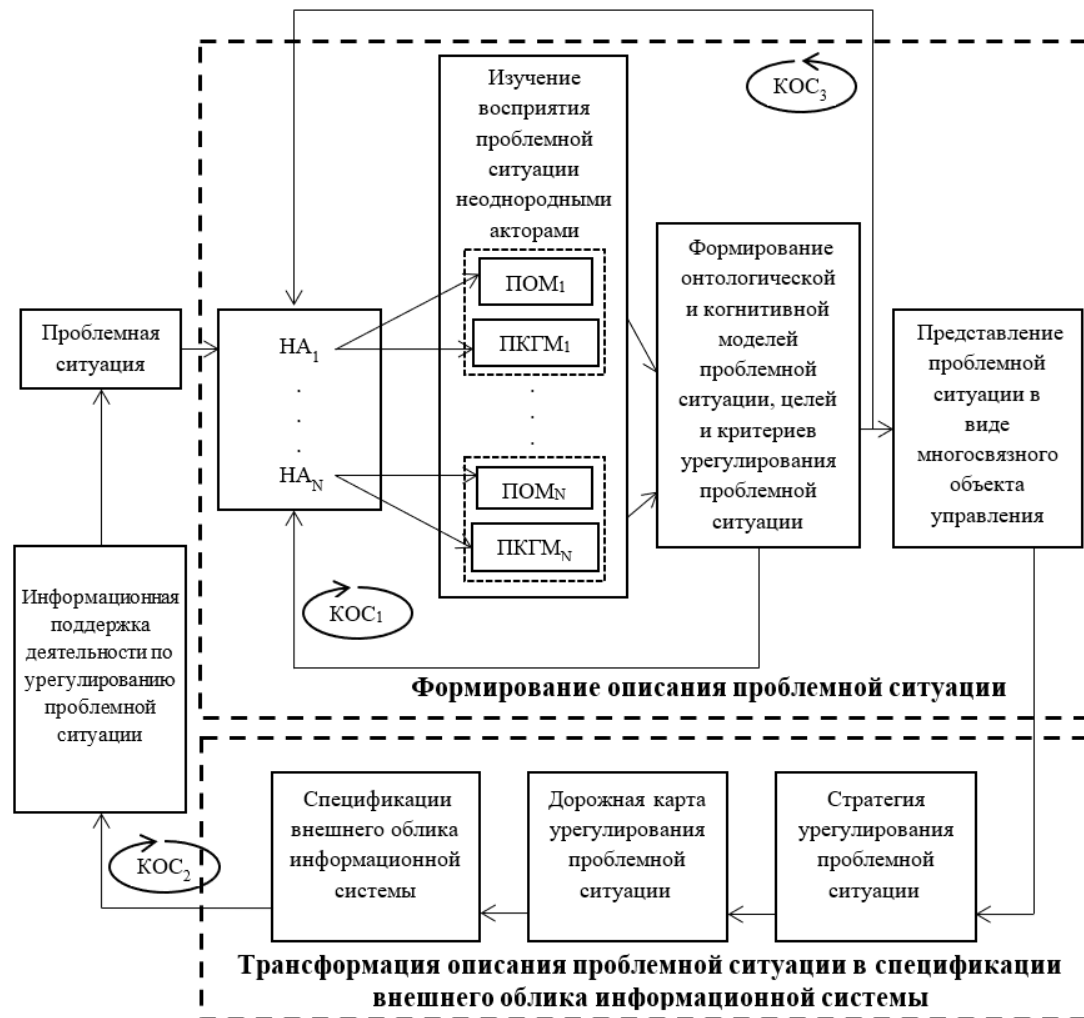 КОС3
Изучение
восприятия
проблемной
ситуации
неоднородными
акторами
ПОМ1
ПКГМ1
.
.
.
ПОМN
ПКГМN
Проблемная
ситуация
НА1
.
.
.
НАN
Формирование
онтологической
и когнитивной
моделей
проблемной
ситуации, целей
и критериев
урегулирования
проблемной
ситуации
Представление
проблемной
ситуации в
виде
многосвязного
объекта
управления
КОС1
Формирование описания проблемной ситуации
Информационная
поддержка
деятельности по
урегулированию
проблемной
ситуации
КОС2
Спецификации
внешнего облика
информационной
системы
Дорожная карта
урегулирования
проблемной
ситуации
Стратегия
урегулирования
проблемной
ситуации
Трансформация описания проблемной ситуации в спецификации
внешнего облика информационной системы